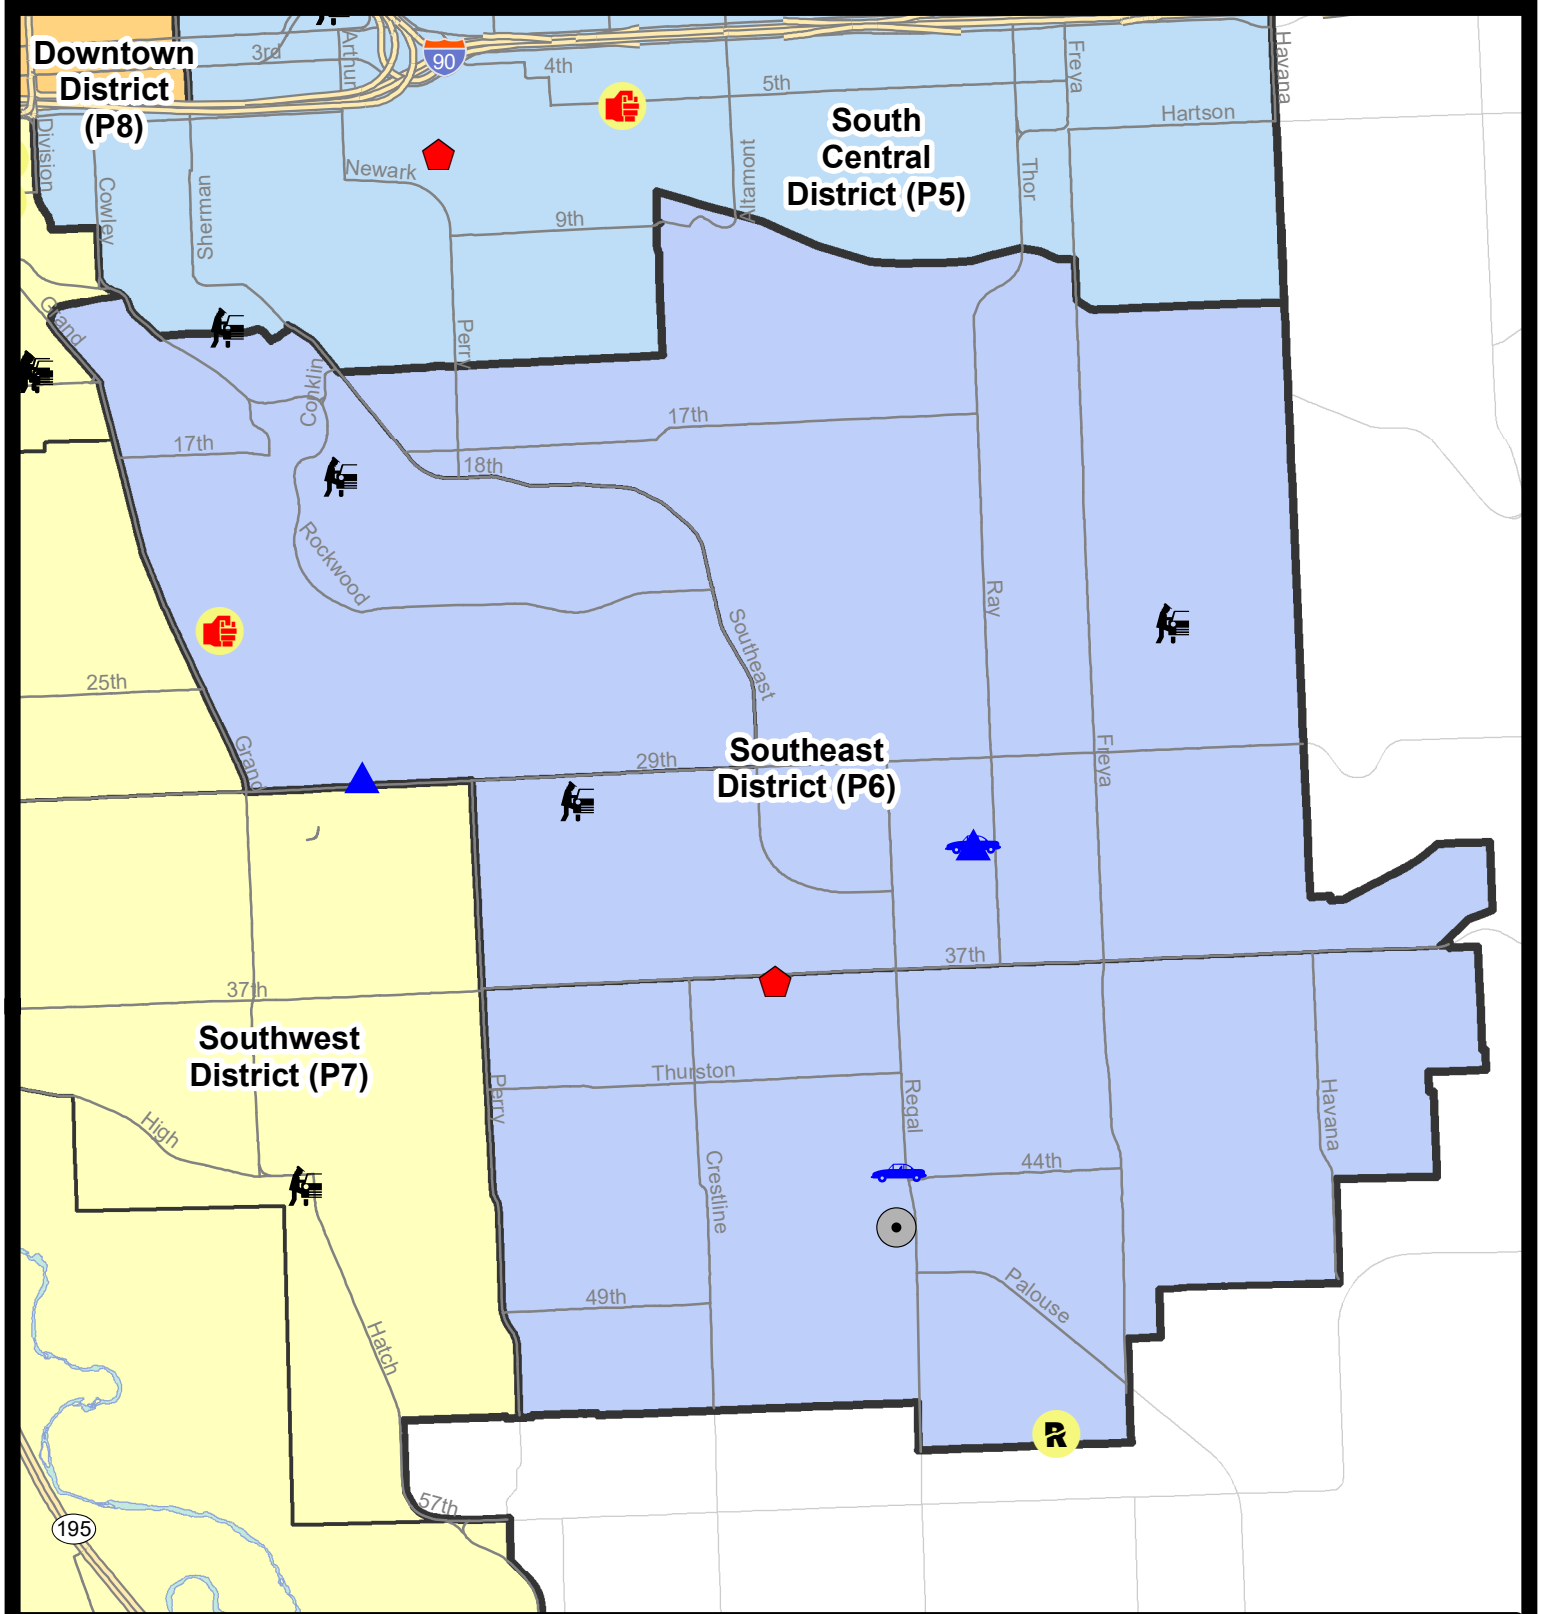 Downtown
District
(P8)
3rd
Arthur
90
4th
5th
Freya
Havana
Hartson
South
Central
District (P5)
Division
Cowley
Sherman
Newark
Altamont
Thor
9th
Grand
Perry
Conklin
17th
17th
18th
Rockwood
Southeast
Ray
25th
Grand
29th
Southeast
District (P6)
Freya
37th
37th
Southwest
District (P7)
Thurston
Perry
Regal
Havana
High
Crestline
44th
Palouse
49th
Hatch
R
57th
195